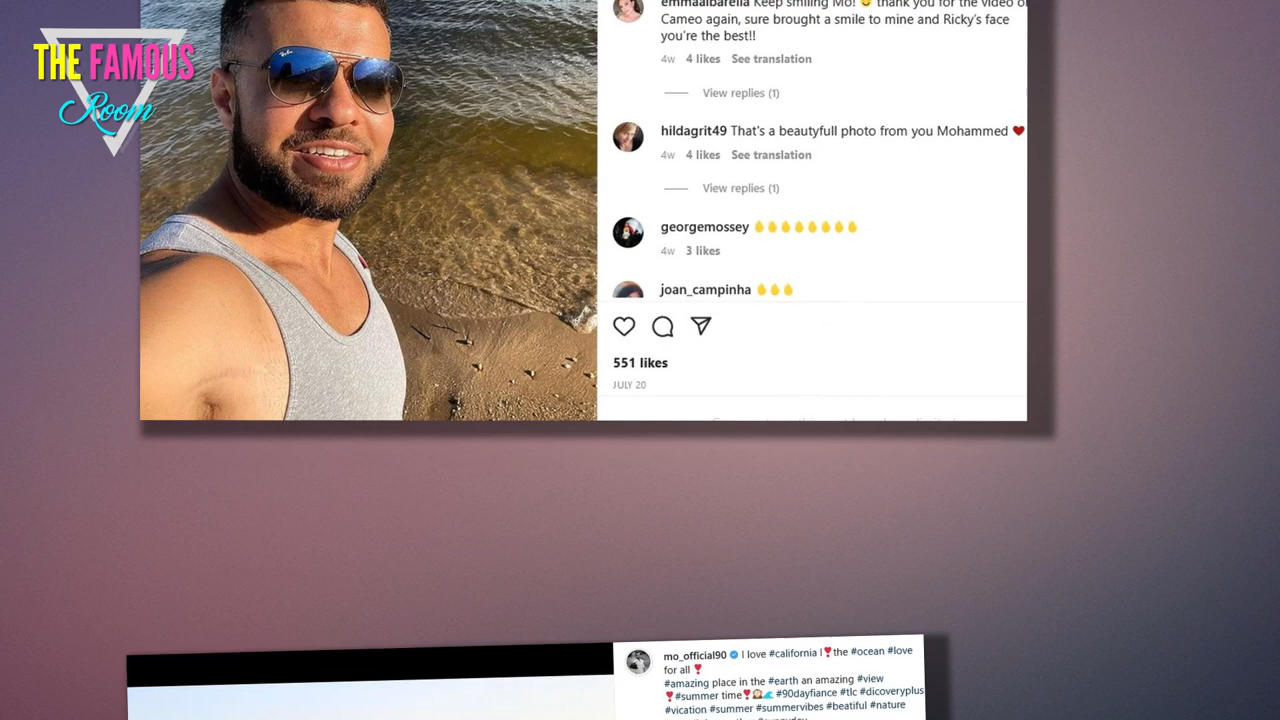 THE FAMOUS
Room
Ray-Ban
emmaalbarella Keep smiling Mo! 😊 thank you for the video
Cameo again, sure brought a smile to mine and Ricky's face
you're the best!!
4w 4 likes See translation
View replies (1)
hildagrit49 That's a beautyfull photo from you Mohammed ❤️
4w 4 likes See translation
View replies (1)
georgemossey 👌👌👌👌👌👌👌👌
4w 3 likes
joan_campinha 👌👌👌
551 likes
JULY 20
mo_official90 I love #california I❣️the #ocean #love
for all ❣️
#amazing place in the #earth an amazing #view
❣️#summer time❣️🙊🌊 #90dayfiance #tlc #dicoveryplus
#vication #summer #summervibes #beatiful #nature